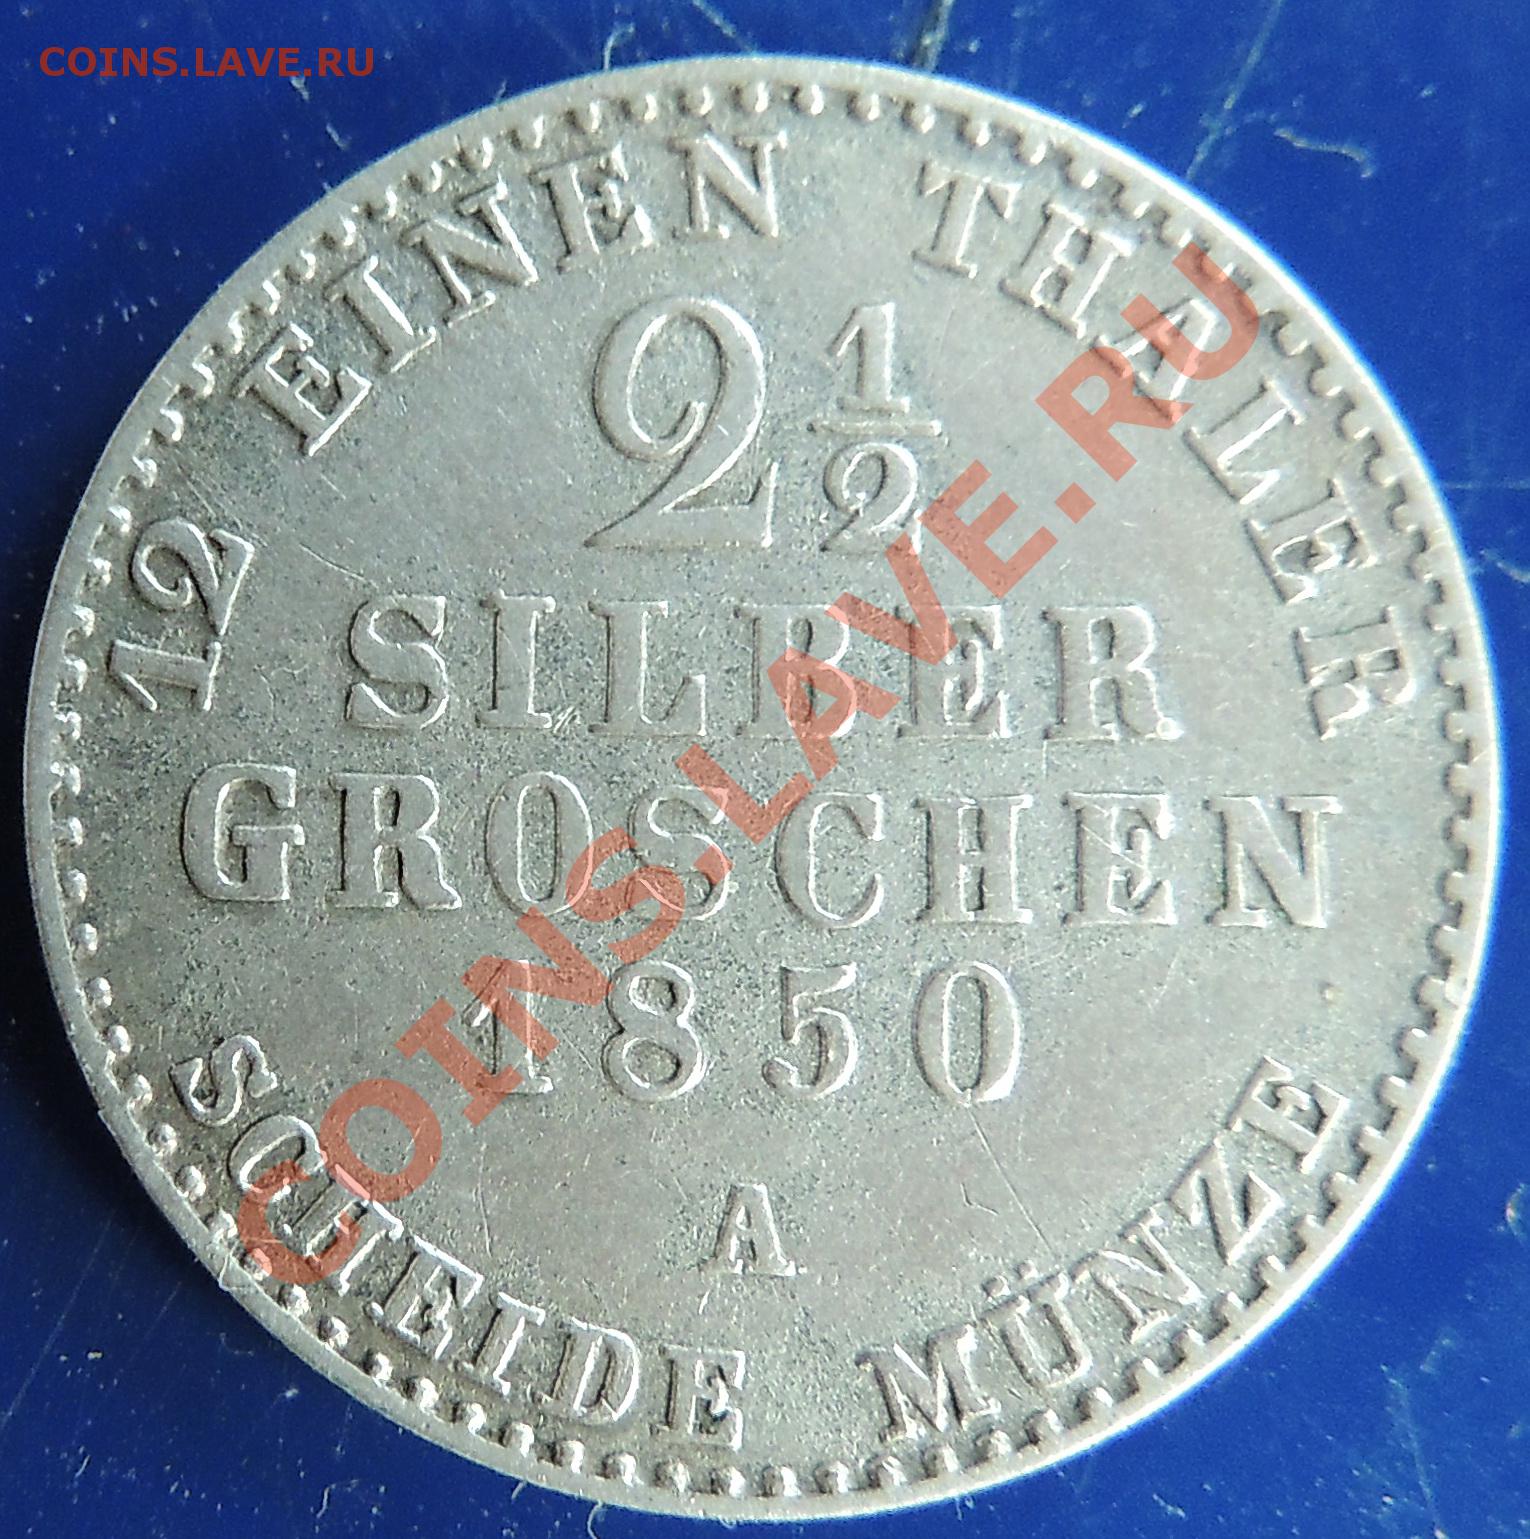 COINS.LAVE.RU
12 EINEN THALER
2 1/2
SILBER
GROSCHEN
1850
A
SCHEIDE MÜNZE
COINS.LAVE.RU